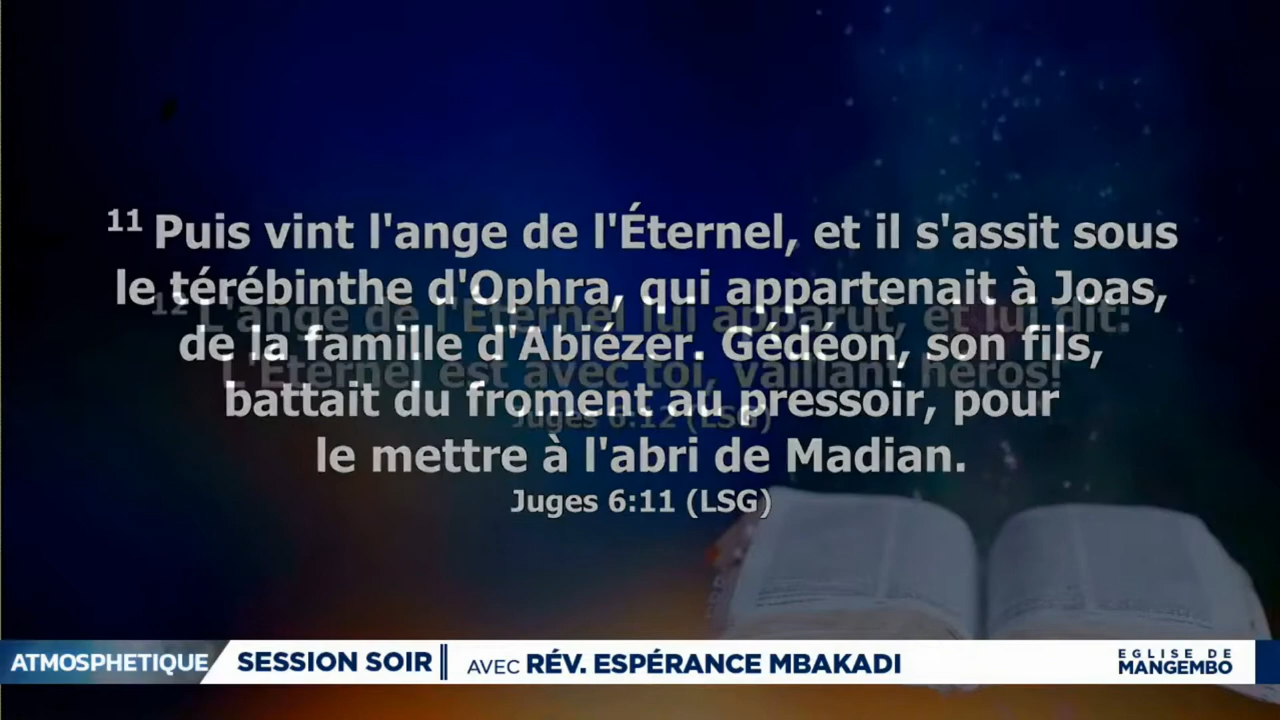 11 Puis vint l'ange de l'Éternel, et il s'assit sous
le térébinthe d'Ophra, qui appartenait à Joas,
de la famille d'Abiézer. Gédéon, son fils,
battait du froment au pressoir, pour
le mettre à l'abri de Madian.
Juges 6:11 (LSG)
12 L'ange de l'Éternel lui apparut, et lui dit:
L'Éternel est avec toi, vaillant héros!
Juges 6:12 (LSG)
ATMOSPHETIQUE SESSION SOIR AVEC RÉV. ESPÉRANCE MBAKADI
EGLISE DE
MANGEMBO